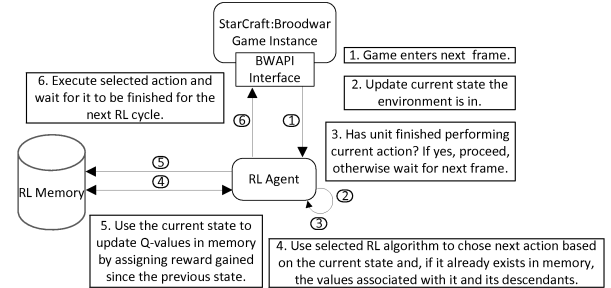 StarCraft:Broodwar
Game Instance
BWAPI
Interface
1. Game enters next frame.
2. Update current state the
environment is in.
6. Execute selected action and
wait for it to be finished for the
next RL cycle.
6
1
3. Has unit finished performing
current action? If yes, proceed,
otherwise wait for next frame.
5
4
RL Memory
RL Agent
2
3
5. Use the current state to
update Q-values in memory
by assigning reward gained
since the previous state.
4. Use selected RL algorithm to chose next action based
on the current state and, if it already exists in memory,
the values associated with it and its descendants.